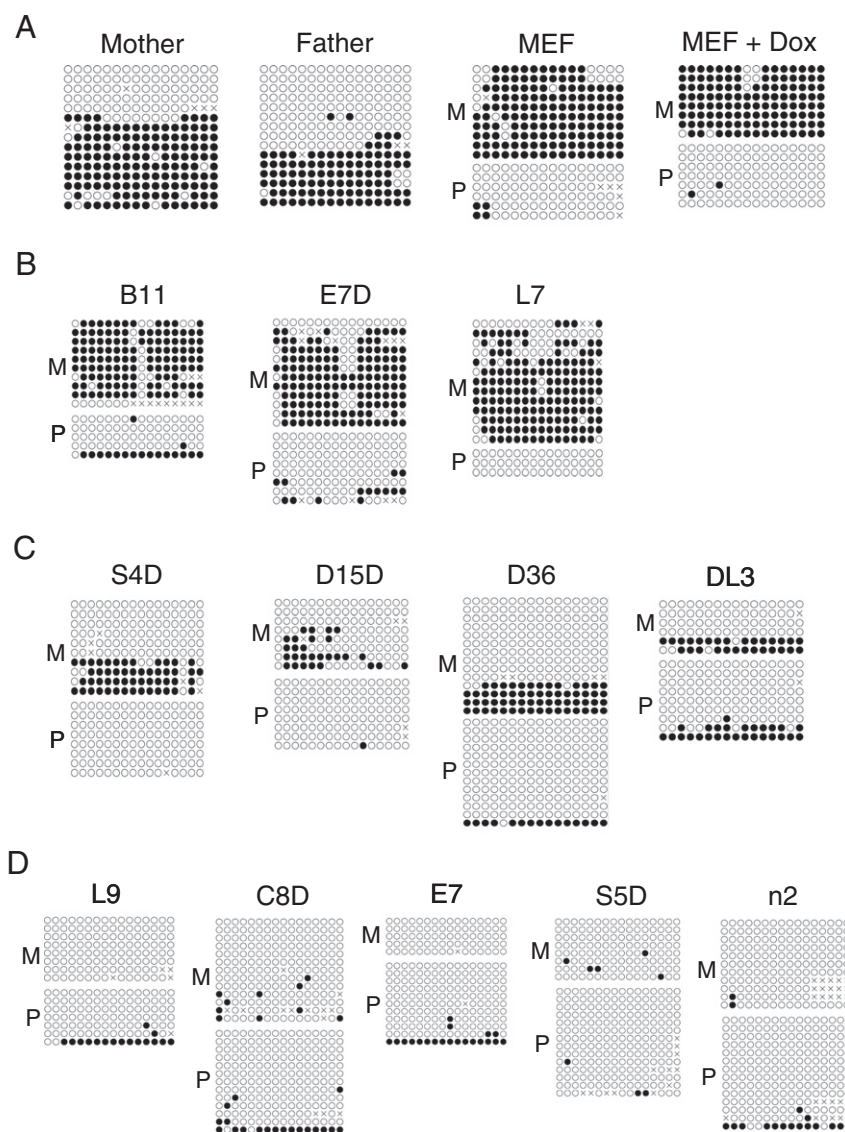 A
Mother Father MEF MEF + Dox
M M
P P
B
B11 E7D L7
M M M
P P P
C
S4D D15D D36 DL3
M M M M
P P P P
D
L9 C8D E7 S5D n2
M M M M M
P P P P P